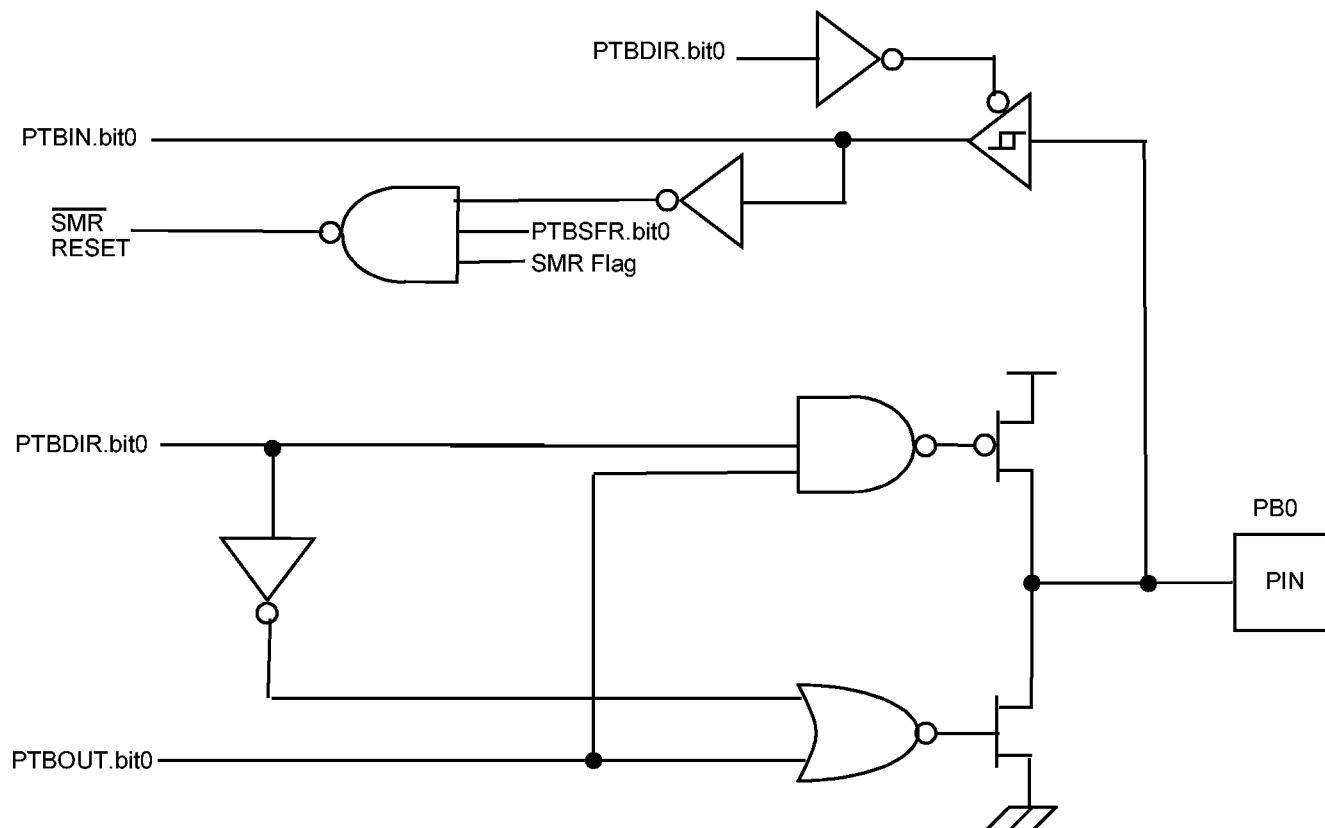 PTBDIR.bit0
PTBIN.bit0
SMR
RESET
PTBSFR.bit0
SMR Flag
PTBDIR.bit0
PB0
PIN
PTBOUT.bit0